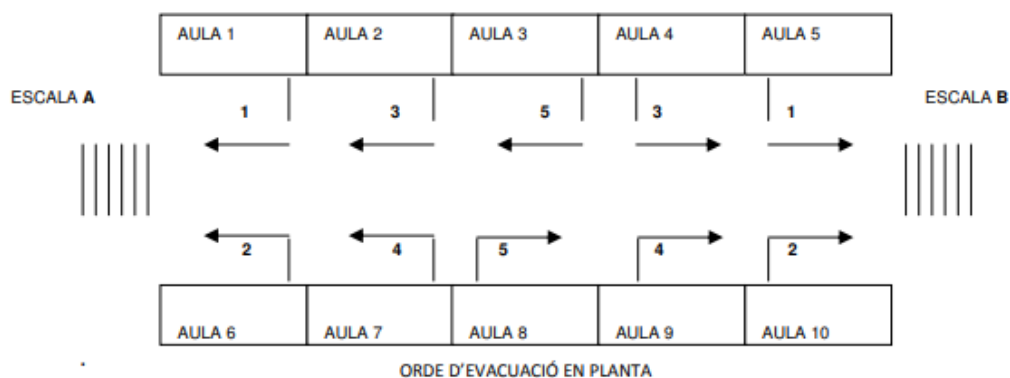 AULA 1 AULA 2 AULA 3 AULA 4 AULA 5
ESCALA A ESCALA B
1 3 5 3 1
2 4 5 4 2
AULA 6 AULA 7 AULA 8 AULA 9 AULA 10
ORDE D'EVACUACIÓ EN PLANTA